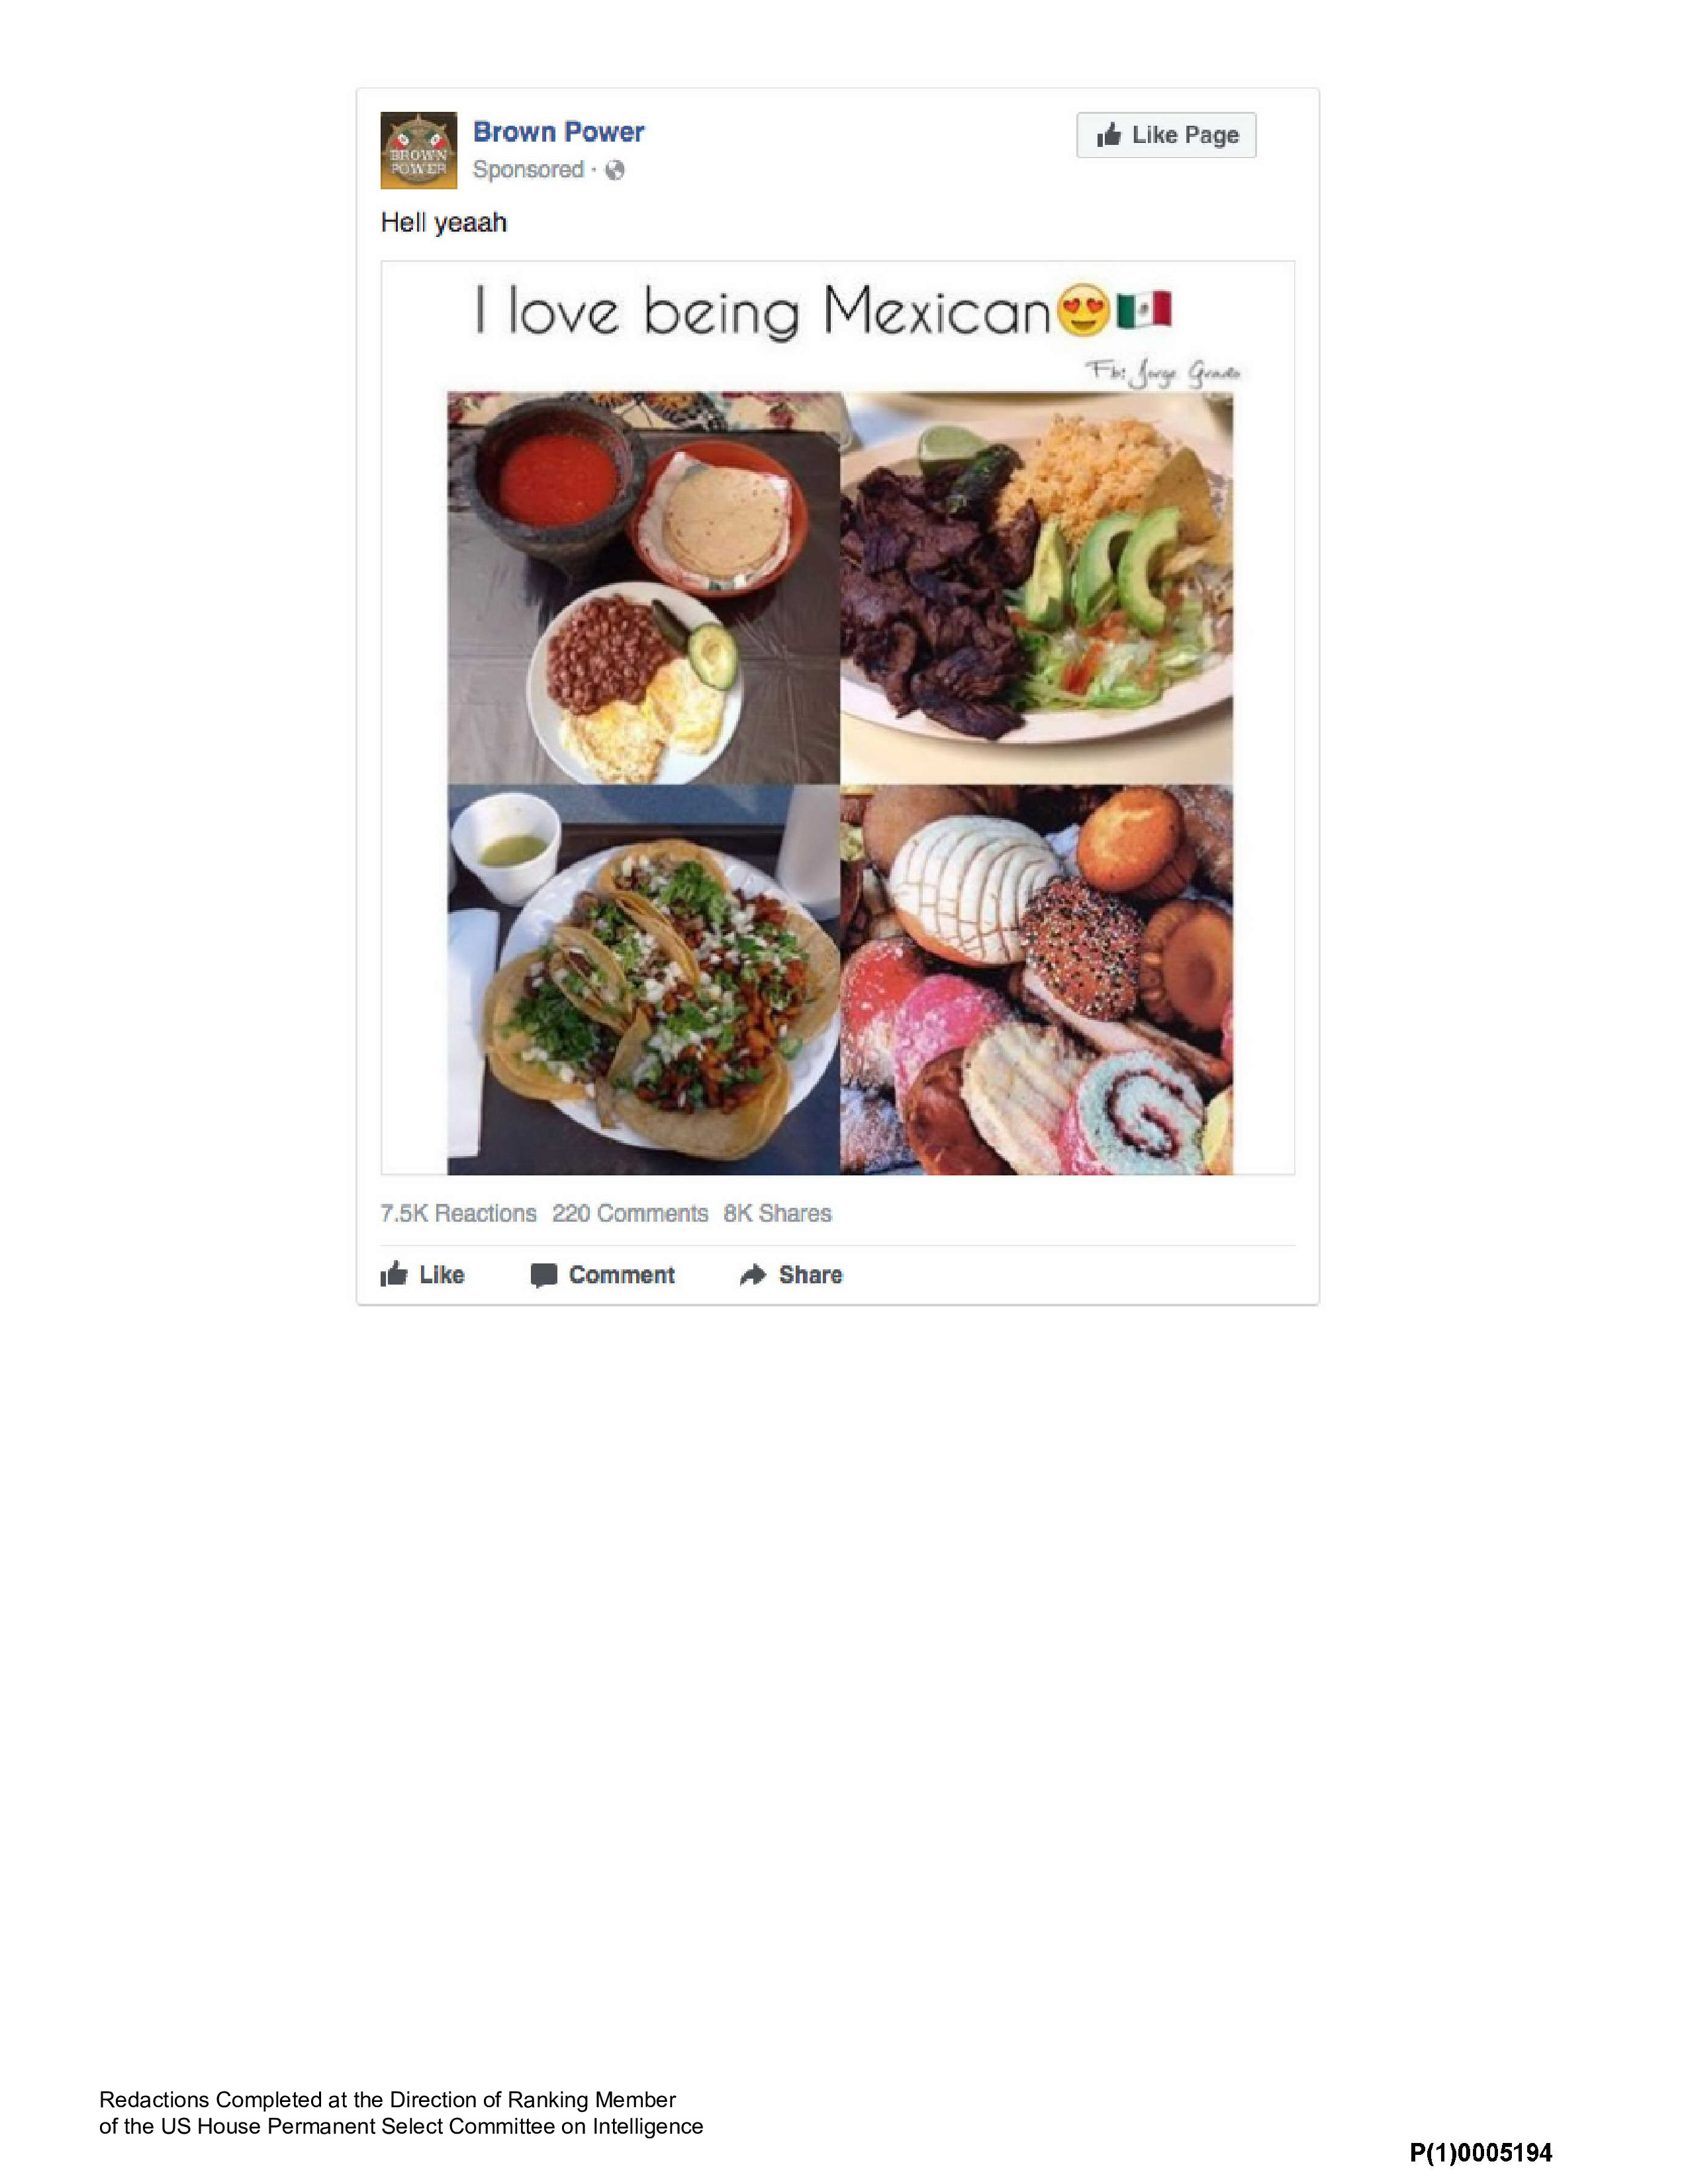 BROWN
POWER
Brown Power
Sponsored ·
Like Page
Hell yeaah
I love being Mexican😍🇲🇽
Fb: Jorge Grado
7.5K Reactions 220 Comments 8K Shares
Like Comment Share
Redactions Completed at the Direction of Ranking Member
of the US House Permanent Select Committee on Intelligence
P(1)0005194